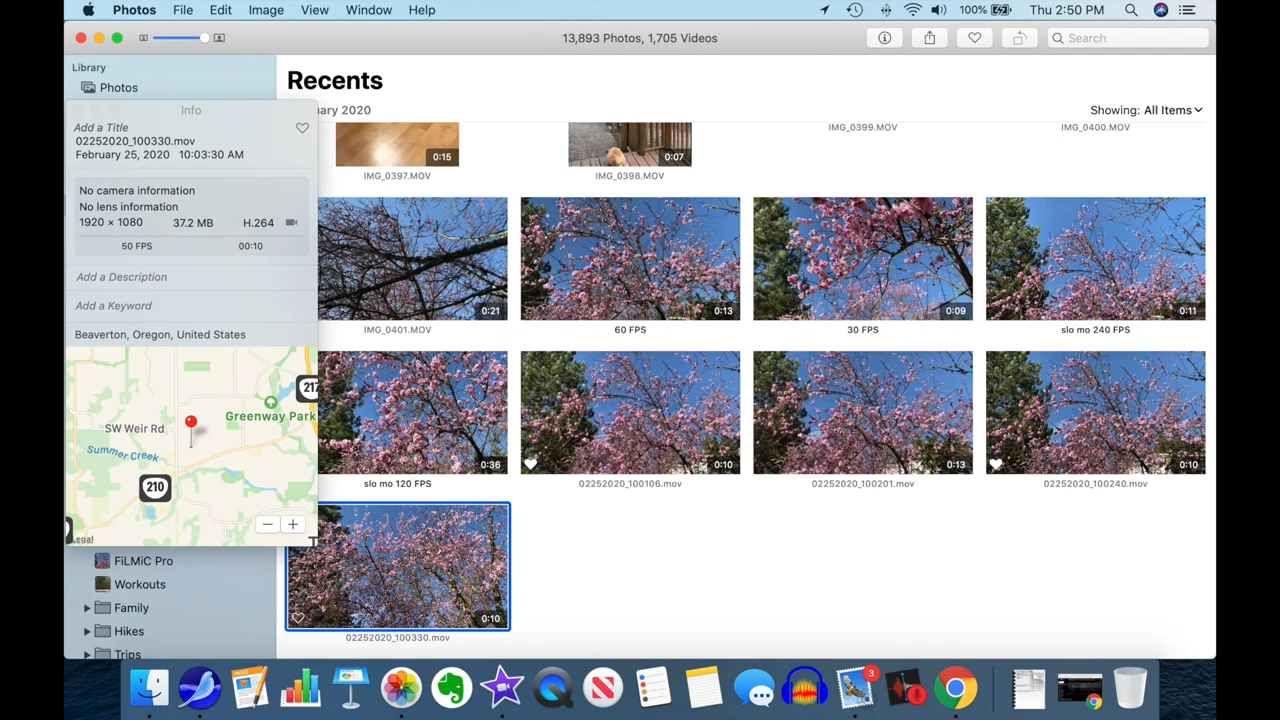 Photos File Edit Image View Window Help 100% Thu 2:50 PM
13,893 Photos, 1,705 Videos Search
Library
Photos
Info
Add a Title
02252020_100330.mov
February 25, 2020 10:03:30 AM
No camera information
No lens information
1920 × 1080 37.2 MB H.264
50 FPS 00:10
Add a Description
Add a Keyword
Beaverton, Oregon, United States
217
Greenway Park
SW Weir Rd
Summer Creek
210
Legal
− +
FiLMiC Pro
Workouts
Family
Hikes
Trips
Recents
uary 2020 Showing: All Items
0:15 0:07
IMG_0397.MOV IMG_0398.MOV IMG_0399.MOV IMG_0400.MOV
0:21 0:13 0:09 0:11
IMG_0401.MOV 60 FPS 30 FPS slo mo 240 FPS
0:36 0:10 0:13 0:10
slo mo 120 FPS 02252020_100106.mov 02252020_100201.mov 02252020_100240.mov
0:10
02252020_100330.mov
3